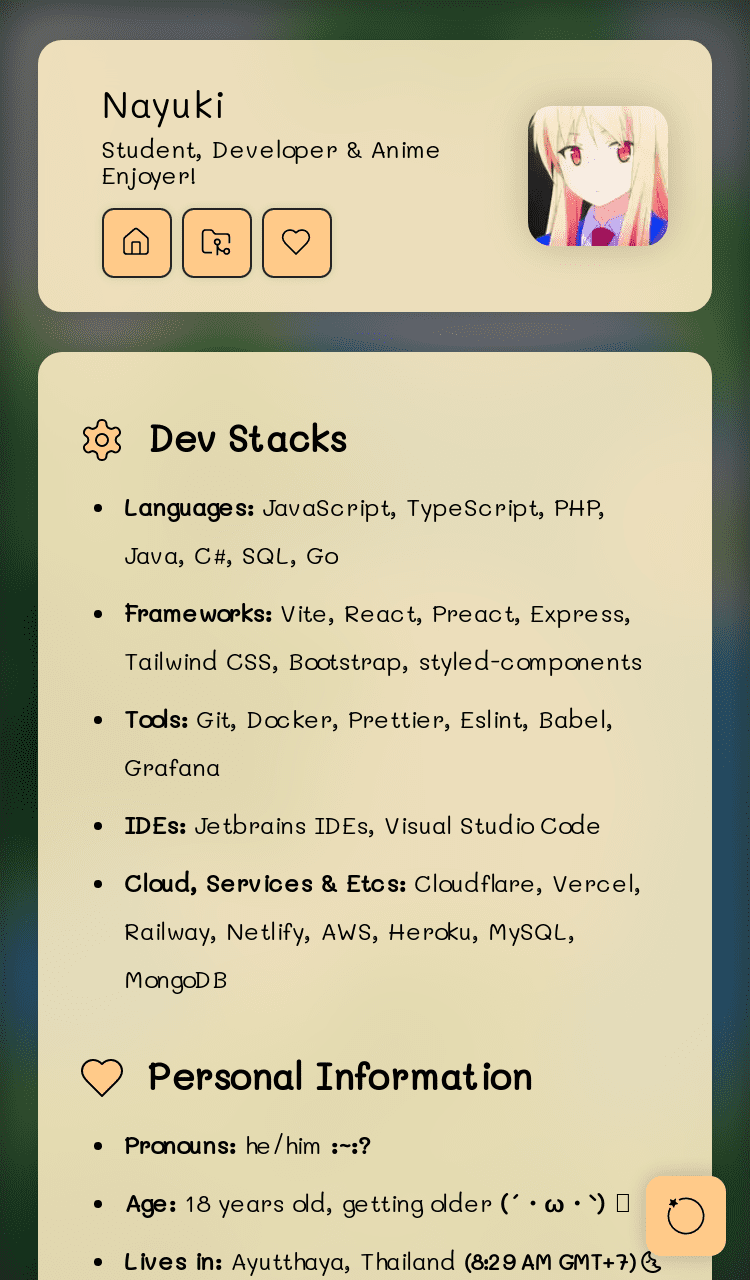 Nayuki
Student, Developer & Anime
Enjoyer!
Dev Stacks
Languages: JavaScript, TypeScript, PHP,
Java, C#, SQL, Go
Frameworks: Vite, React, Preact, Express,
Tailwind CSS, Bootstrap, styled-components
Tools: Git, Docker, Prettier, Eslint, Babel,
Grafana
IDEs: Jetbrains IDEs, Visual Studio Code
Cloud, Services & Etcs: Cloudflare, Vercel,
Railway, Netlify, AWS, Heroku, MySQL,
MongoDB
Personal Information
Pronouns: he/him :~:?
Age: 18 years old, getting older (´・ω・`)
Lives in: Ayutthaya, Thailand (8:29 AM GMT+7)